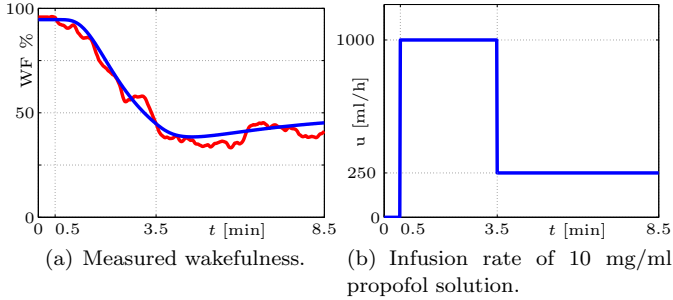 100
WF %
50
0
0 0.5 3.5 t [min] 8.5
(a) Measured wakefulness.
1000
u [ml/h]
250
0
0 0.5 3.5 t [min] 8.5
(b) Infusion rate of 10 mg/ml
propofol solution.